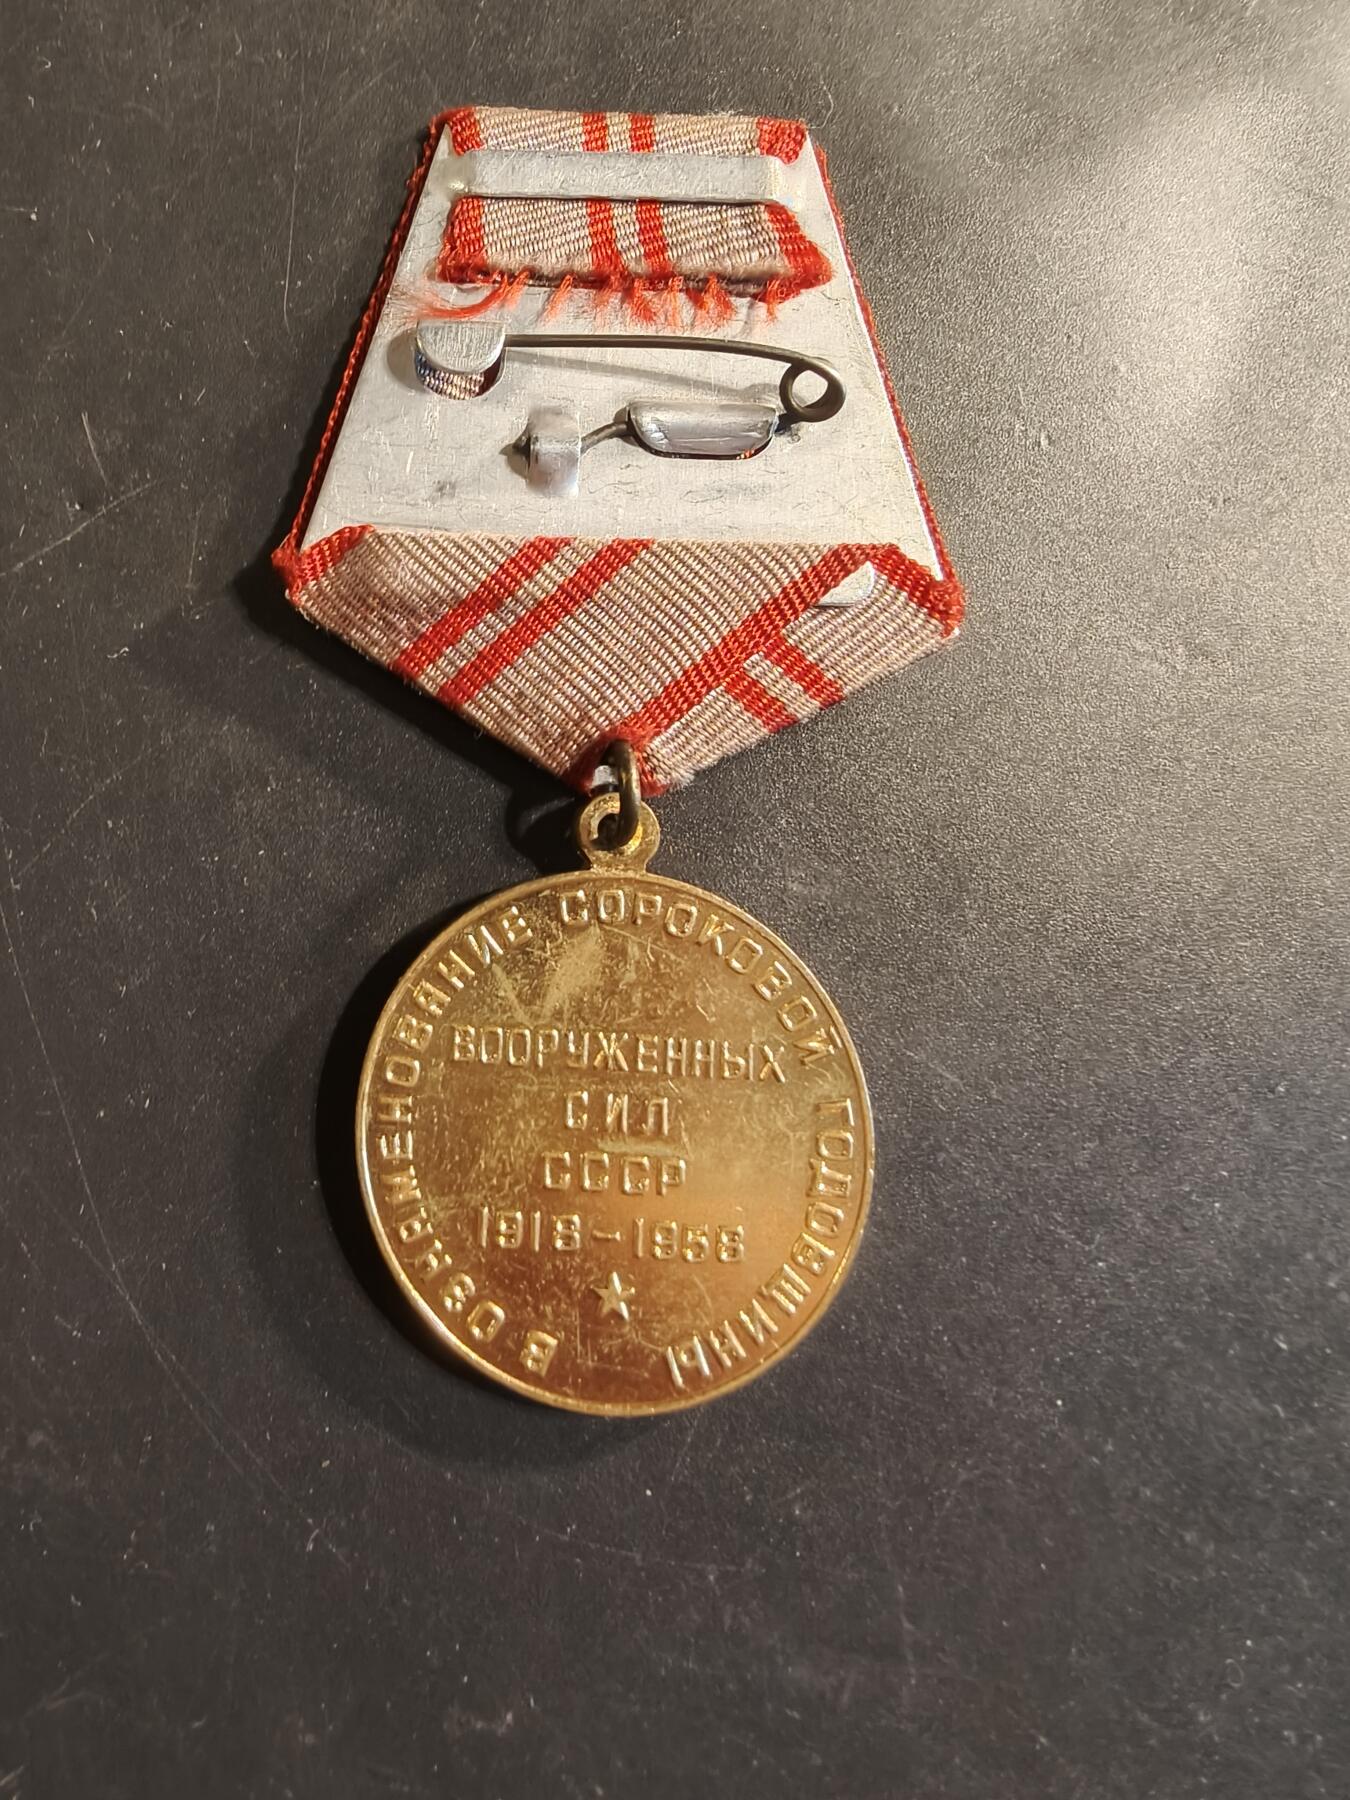 В ОЗНАМЕНОВАНИЕ СОРОКОВОЙ ГОДОВЩИНЫ
ВООРУЖЕННЫХ
СИЛ
СССР
1918-1958